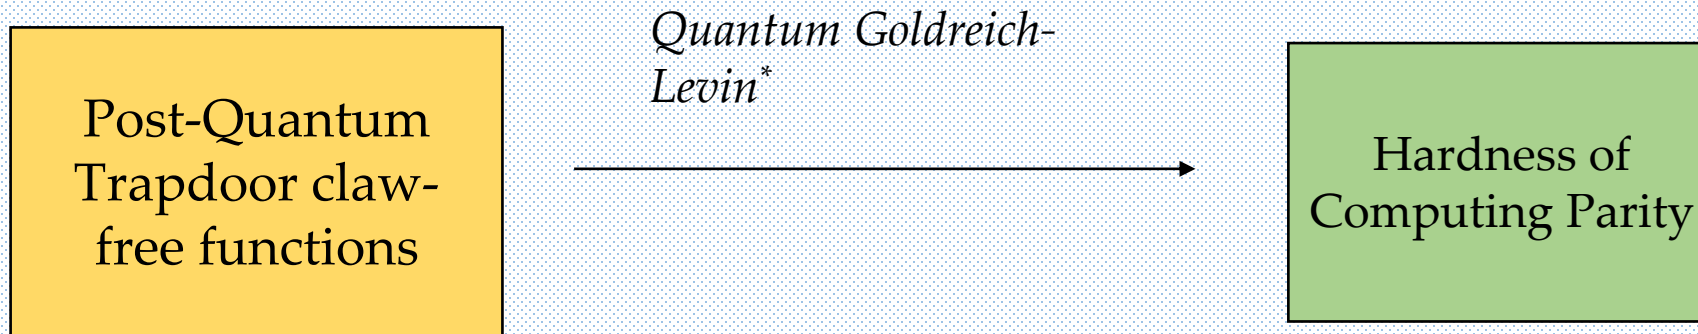 Quantum Goldreich-
Levin*
Post-Quantum
Trapdoor claw-
free functions
Hardness of
Computing Parity